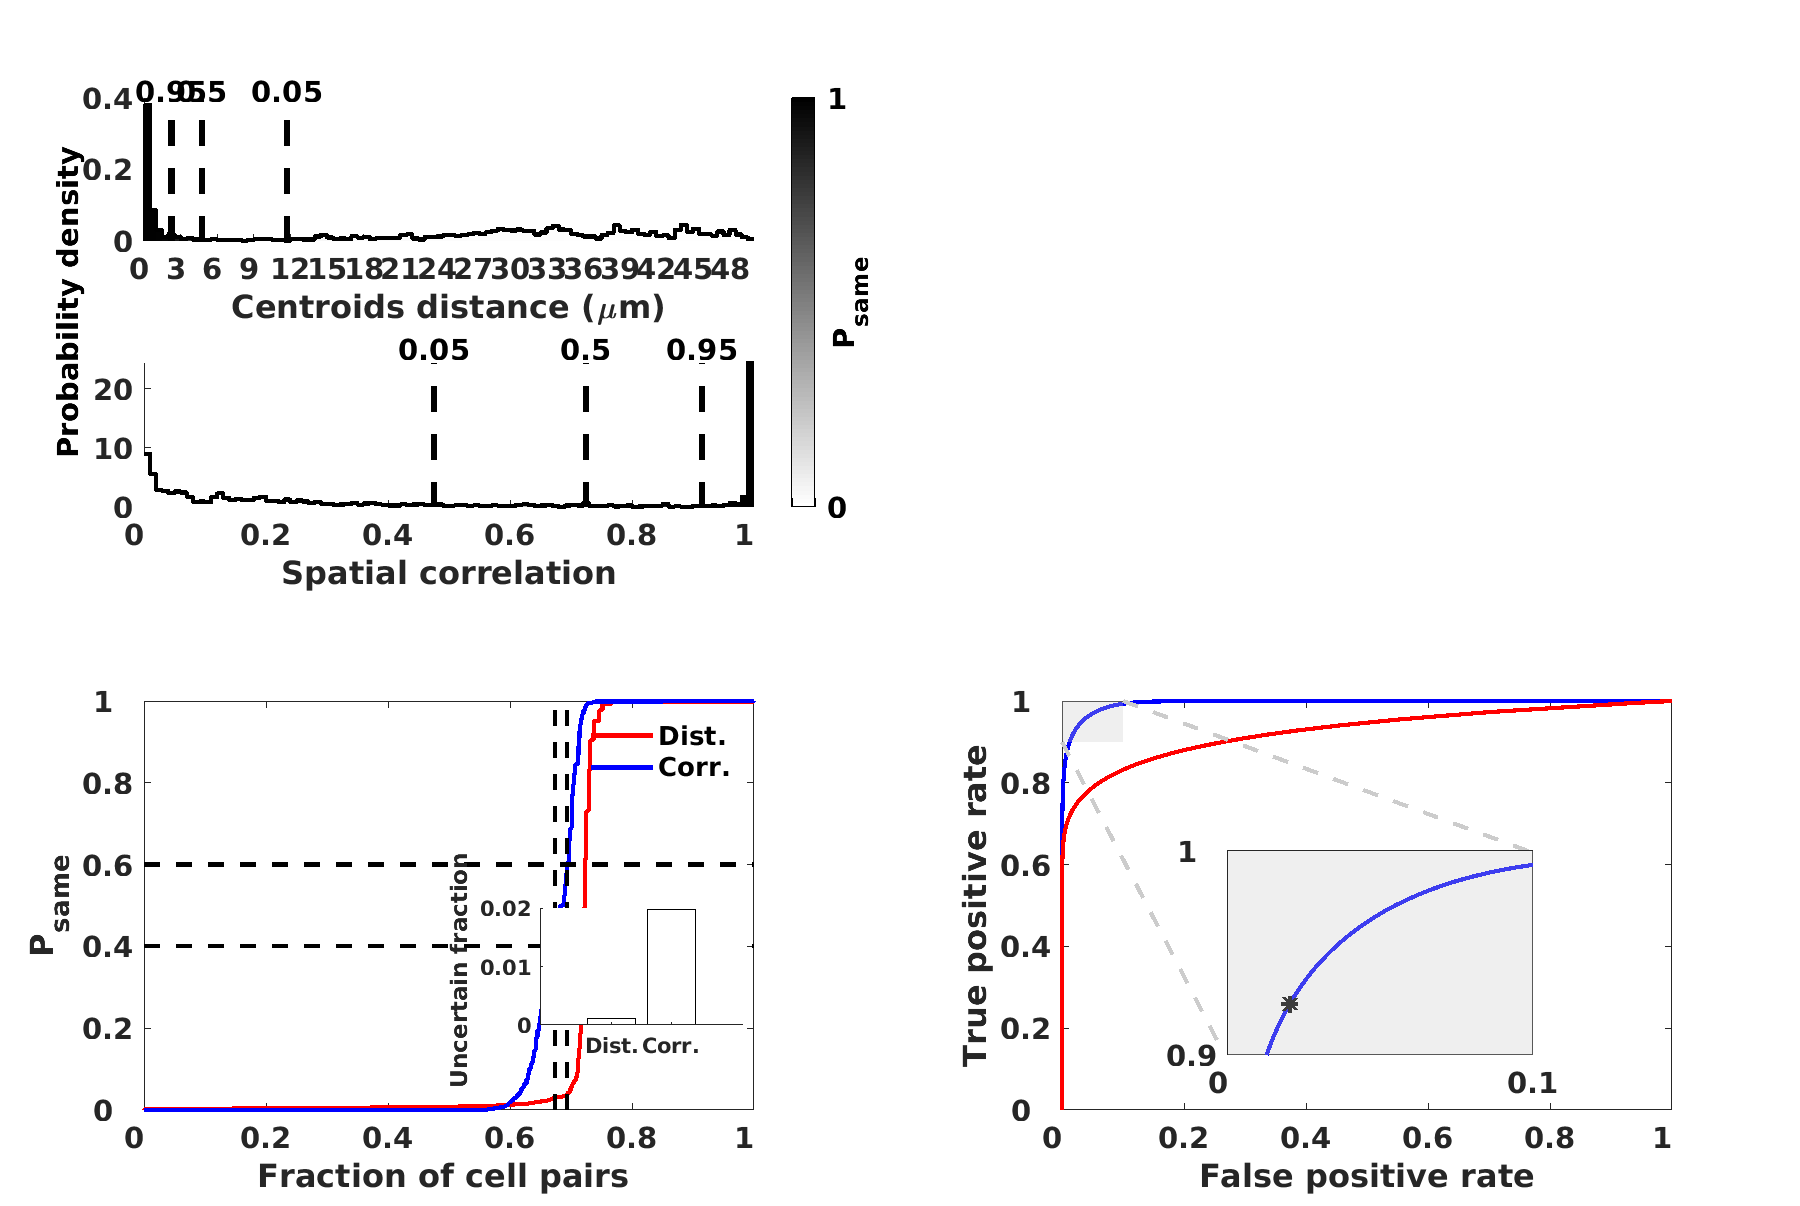 0.4
0.2
0
0.95
0.5
0.05
0 3 6 9 12 15 18 21 24 27 30 33 36 39 42 45 48
Centroids distance (μm)
Probability density
0.05 0.5 0.95
20
10
0
0 0.2 0.4 0.6 0.8 1
Spatial correlation
1
0
P same
1
0.8
0.6
0.4
0.2
0
P same
Dist.
Corr.
Uncertain fraction
0.02
0.01
0
Dist. Corr.
0 0.2 0.4 0.6 0.8 1
Fraction of cell pairs
1
0.8
0.6
0.4
0.2
0
True positive rate
1
0.9
0 0.1
0 0.2 0.4 0.6 0.8 1
False positive rate